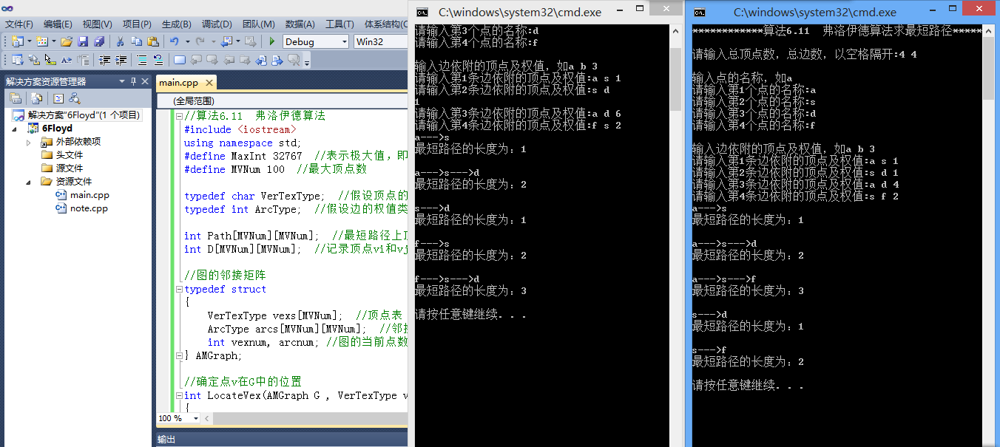 文件(F) 编辑(E) 视图(V) 项目(P) 生成(B) 调试(D) 团队(M) 数据(A) 工具(T) 体系结构(C
Debug Win32
解决方案资源管理器
解决方案"6Floyd"(1 个项目)
6Floyd
外部依赖项
头文件
源文件
资源文件
main.cpp
note.cpp
main.cpp
(全局范围)
//算法6.11 弗洛伊德算法
#include <iostream>
using namespace std;
#define MaxInt 32767 //表示极大值，即
#define MVNum 100 //最大顶点数
typedef char VerTexType; //假设顶点的
typedef int ArcType; //假设边的权值类
int Path[MVNum][MVNum]; //最短路径上顶
int D[MVNum][MVNum]; //记录顶点vi和vj
//图的邻接矩阵
typedef struct
{
VerTexType vexs[MVNum]; //顶点表
ArcType arcs[MVNum][MVNum]; //邻接
int vexnum, arcnum; //图的当前点数
} AMGraph;
//确定点v在G中的位置
int LocateVex(AMGraph G , VerTexType v
{
100 %
输出
C:\windows\system32\cmd.exe
请输入第3个点的名称:d
请输入第4个点的名称:f
输入边依附的顶点及权值，如a b 3
请输入第1条边依附的顶点及权值:a s 1
请输入第2条边依附的顶点及权值:s d
1
请输入第3条边依附的顶点及权值:a d 6
请输入第4条边依附的顶点及权值:f s 2
a--->s
最短路径的长度为：1
a--->s--->d
最短路径的长度为：2
s--->d
最短路径的长度为：1
f--->s
最短路径的长度为：2
f--->s--->d
最短路径的长度为：3
请按任意键继续. . .
C:\windows\system32\cmd.exe
************算法6.11 弗洛伊德算法求最短路径*****
请输入总顶点数，总边数，以空格隔开:4 4
输入点的名称，如a
请输入第1个点的名称:a
请输入第2个点的名称:s
请输入第3个点的名称:d
请输入第4个点的名称:f
输入边依附的顶点及权值，如a b 3
请输入第1条边依附的顶点及权值:a s 1
请输入第2条边依附的顶点及权值:s d 1
请输入第3条边依附的顶点及权值:a d 4
请输入第4条边依附的顶点及权值:s f 2
a--->s
最短路径的长度为：1
a--->s--->d
最短路径的长度为：2
a--->s--->f
最短路径的长度为：3
s--->d
最短路径的长度为：1
s--->f
最短路径的长度为：2
请按任意键继续. . .